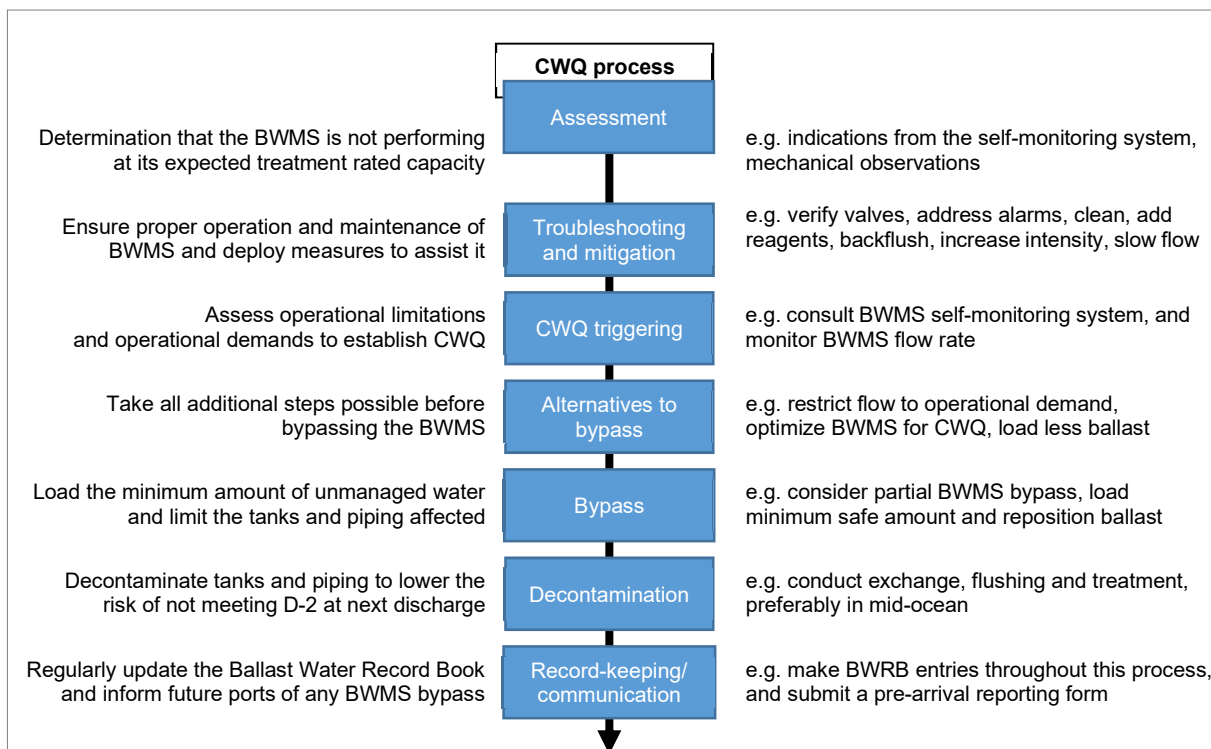 CWQ process
Assessment
Determination that the BWMS is not performing
at its expected treatment rated capacity
e.g. indications from the self-monitoring system,
mechanical observations
Ensure proper operation and maintenance of
BWMS and deploy measures to assist it
Troubleshooting
and mitigation
e.g. verify valves, address alarms, clean, add
reagents, backflush, increase intensity, slow flow
Assess operational limitations
and operational demands to establish CWQ
CWQ triggering
e.g. consult BWMS self-monitoring system, and
monitor BWMS flow rate
Take all additional steps possible before
bypassing the BWMS
Alternatives to
bypass
e.g. restrict flow to operational demand,
optimize BWMS for CWQ, load less ballast
Load the minimum amount of unmanaged water
and limit the tanks and piping affected
Bypass
e.g. consider partial BWMS bypass, load
minimum safe amount and reposition ballast
Decontaminate tanks and piping to lower the
risk of not meeting D-2 at next discharge
Decontamination
e.g. conduct exchange, flushing and treatment,
preferably in mid-ocean
Regularly update the Ballast Water Record Book
and inform future ports of any BWMS bypass
Record-keeping/
communication
e.g. make BWRB entries throughout this process,
and submit a pre-arrival reporting form